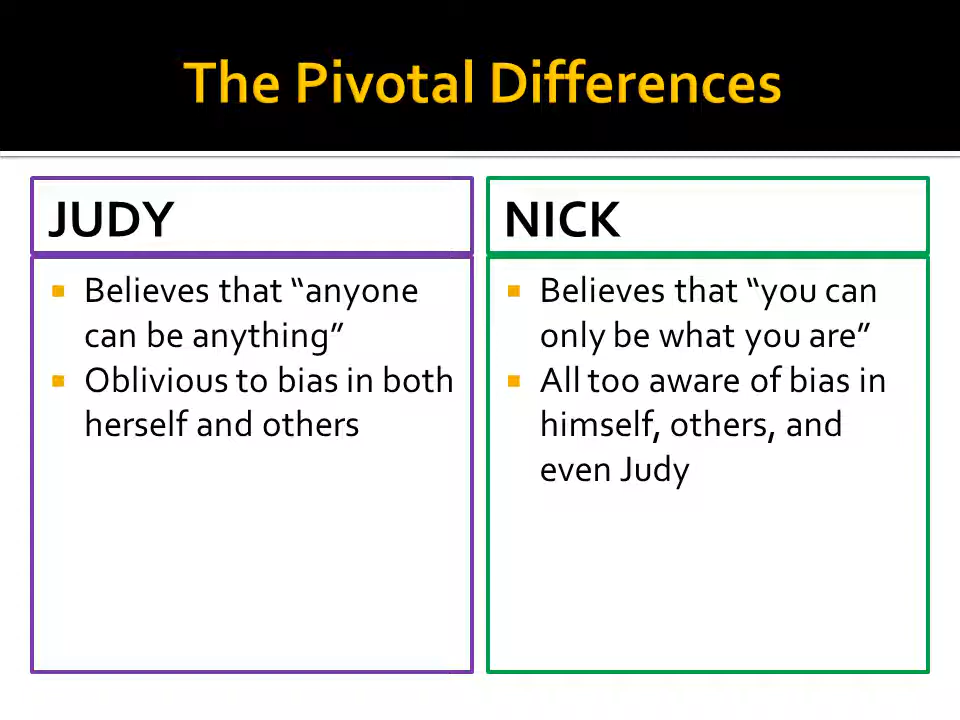 The Pivotal Differences
JUDY
▪ Believes that “anyone
can be anything”
▪ Oblivious to bias in both
herself and others
NICK
▪ Believes that “you can
only be what you are”
▪ All too aware of bias in
himself, others, and
even Judy